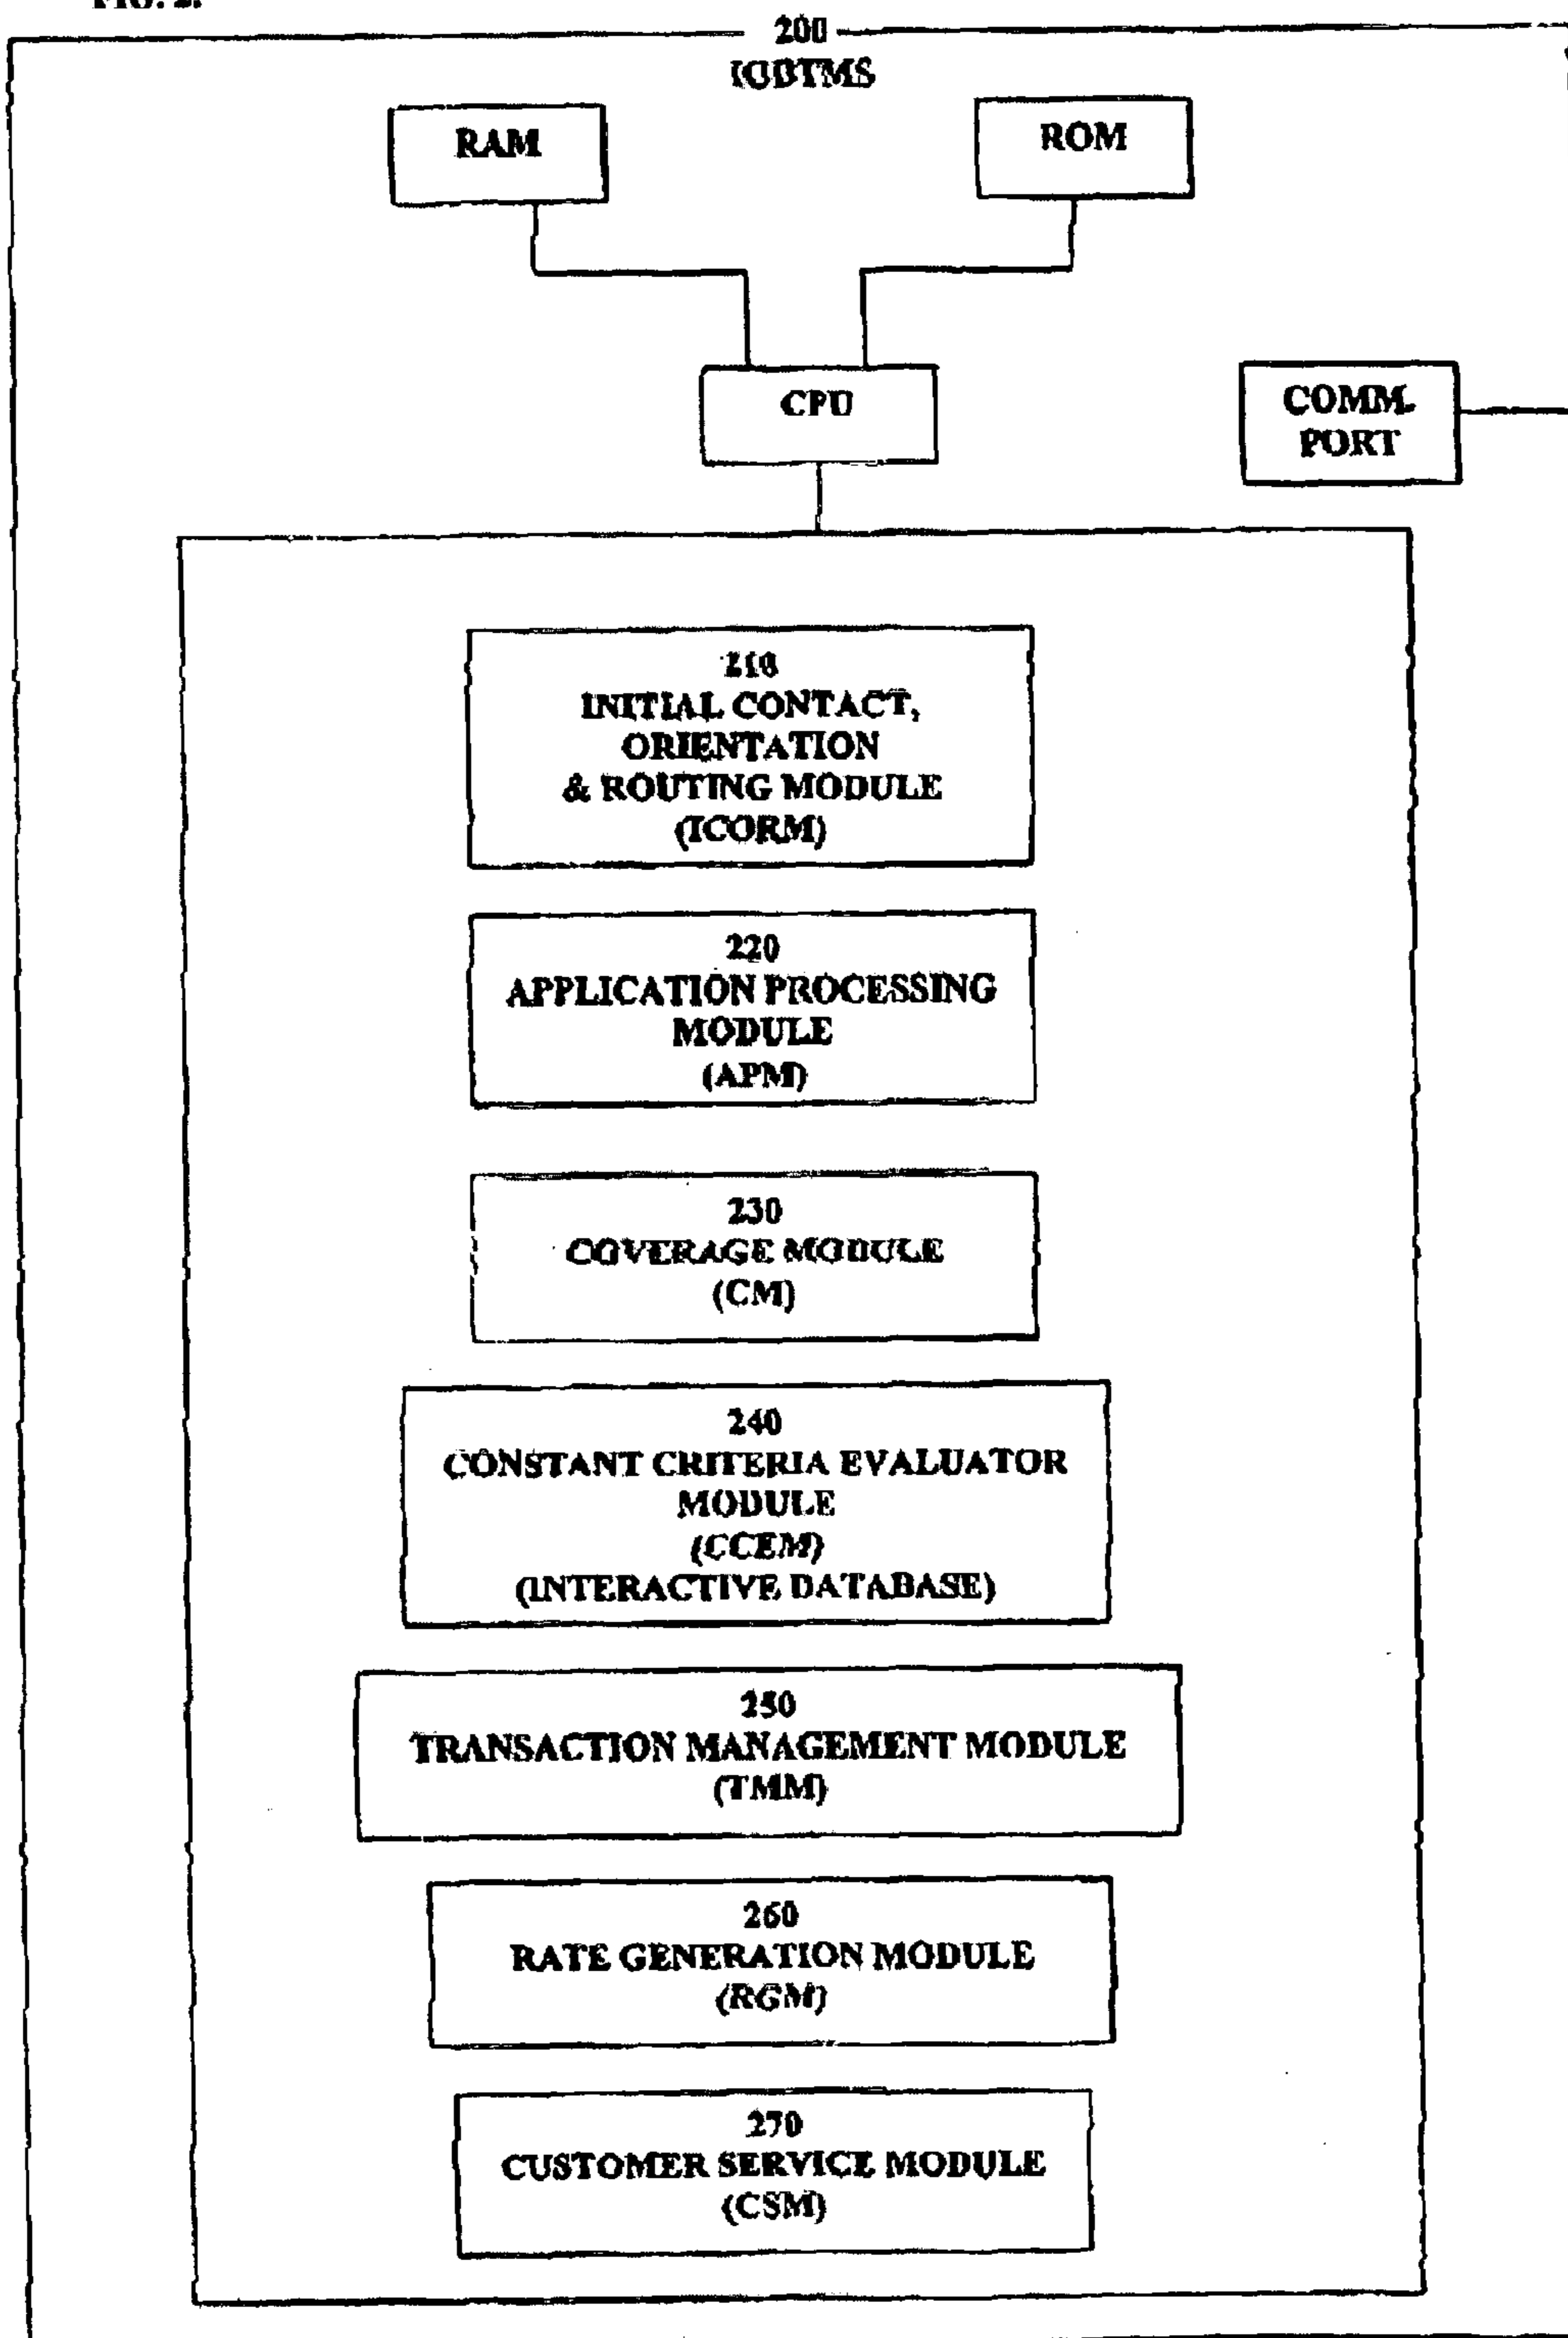 FIG. 2.
200
RAM
ROM
CPU
COMM.
PORT
210
INITIAL CONTACT,
ORIENTATION
& ROUTING MODULE
(ICORM)
220
APPLICATION PROCESSING
MODULE
(APM)
230
COVERAGE MODULE
(CM)
240
CONSTANT CRITERIA EVALUATOR
MODULE
(CCEM)
(INTERACTIVE DATABASE)
250
TRANSACTION MANAGEMENT MODULE
(TMM)
260
RATE GENERATION MODULE
(RGM)
270
CUSTOMER SERVICE MODULE
(CSM)